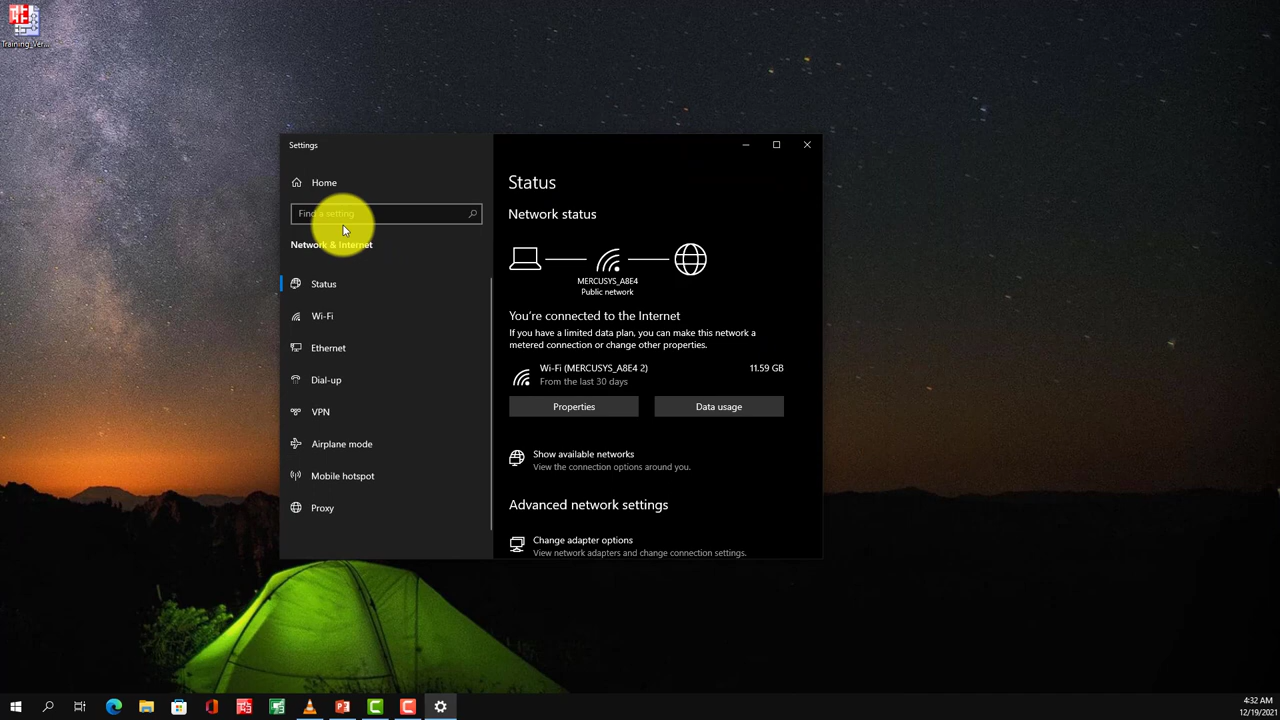 Training_Ver...
Settings
Home
Find a setting
Network & Internet
Status
Wi-Fi
Ethernet
Dial-up
VPN
Airplane mode
Mobile hotspot
Proxy
Status
Network status
MERCUSYS_A8E4
Public network
You're connected to the Internet
If you have a limited data plan, you can make this network a
metered connection or change other properties.
Wi-Fi (MERCUSYS_A8E4 2) 11.59 GB
From the last 30 days
Properties Data usage
Show available networks
View the connection options around you.
Advanced network settings
Change adapter options
View network adapters and change connection settings.
4:32 AM
12/19/2021